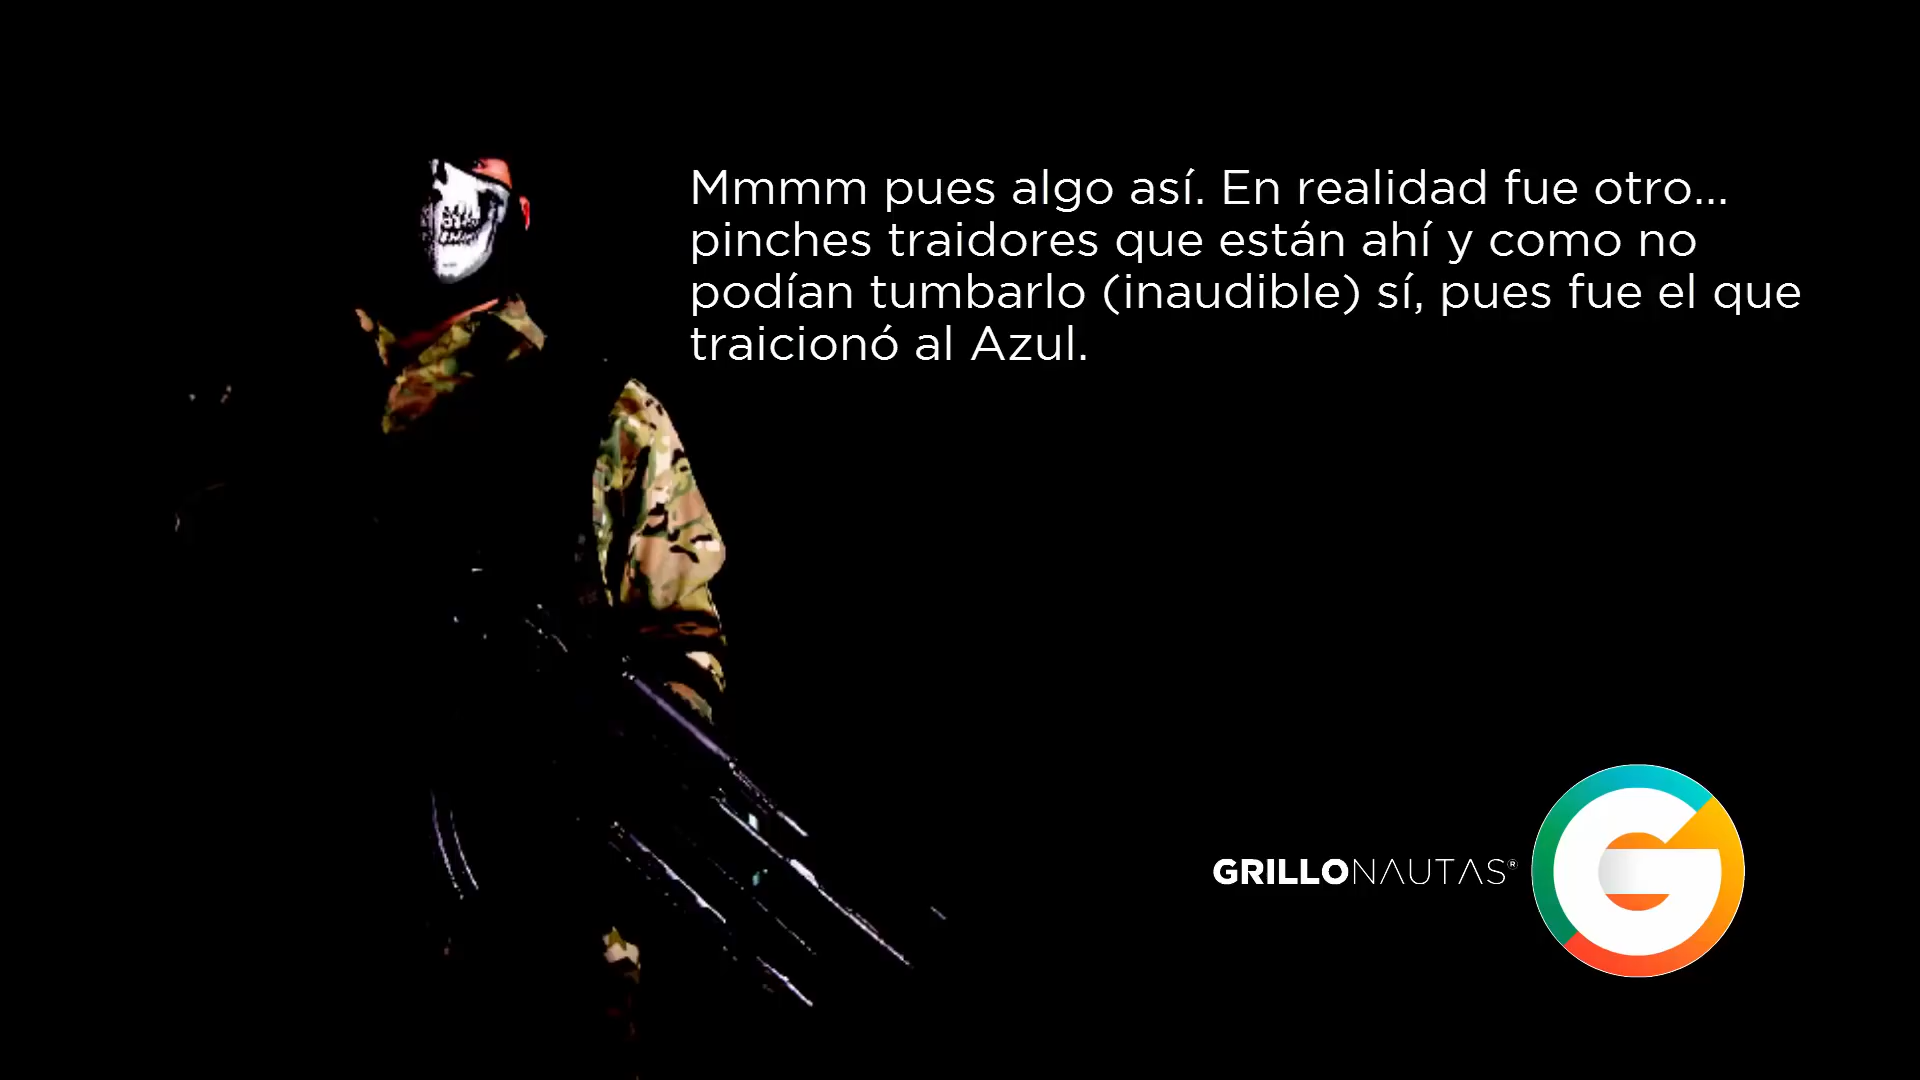 Mmmm pues algo así. En realidad fue otro...
pinches traidores que están ahí y como no
podían tumbarlo (inaudible) sí, pues fue el que
traicionó al Azul.
GRILLONAUTAS®